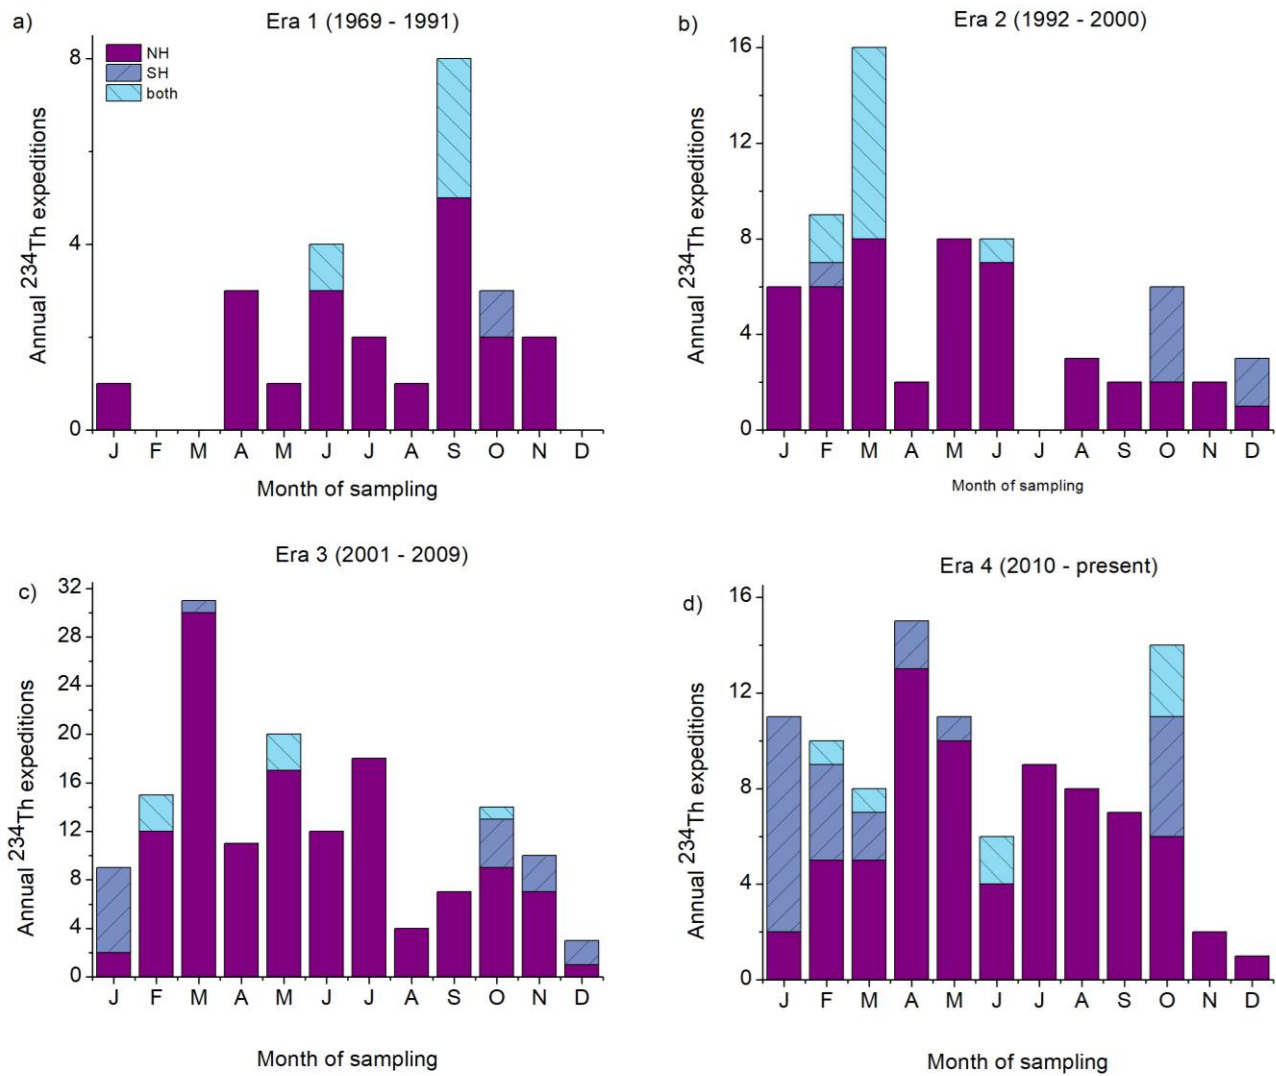 a)
Era 1 (1969 - 1991)
8
4
0
NH
SH
both
Annual 234Th expeditions
J F M A M J J A S O N D
Month of sampling
b)
Era 2 (1992 - 2000)
16
12
8
4
0
Annual 234Th expeditions
J F M A M J J A S O N D
Month of sampling
c)
Era 3 (2001 - 2009)
32
28
24
20
16
12
8
4
0
Annual 234Th expeditions
J F M A M J J A S O N D
Month of sampling
d)
Era 4 (2010 - present)
16
12
8
4
0
Annual 234Th expeditions
J F M A M J J A S O N D
Month of sampling